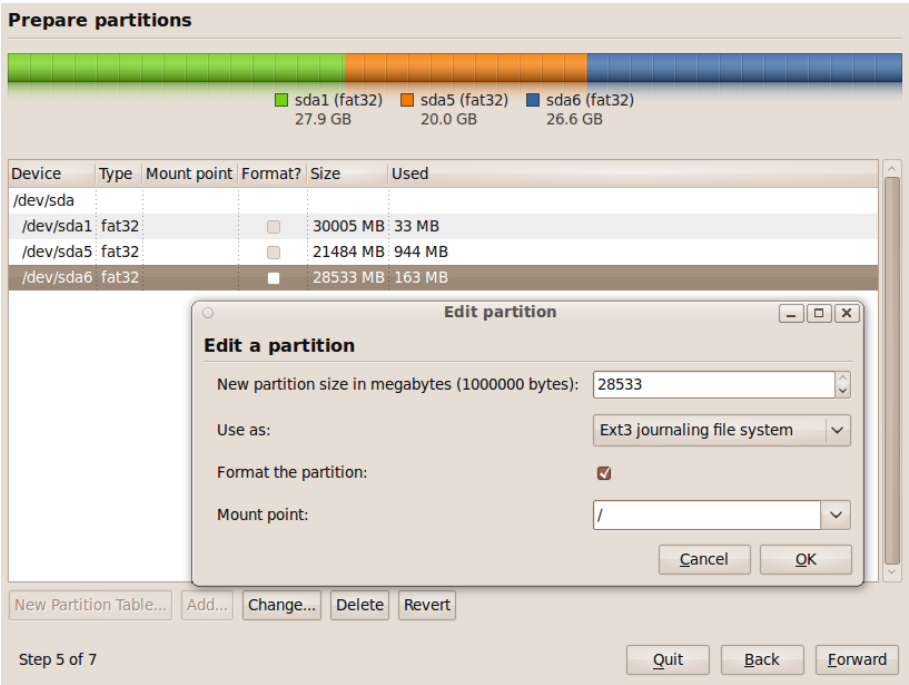 Prepare partitions
sda1 (fat32) sda5 (fat32) sda6 (fat32)
27.9 GB 20.0 GB 26.6 GB
Device Type Mount point Format? Size Used
/dev/sda
/dev/sda1 fat32 30005 MB 33 MB
/dev/sda5 fat32 21484 MB 944 MB
/dev/sda6 fat32 28533 MB 163 MB
Edit partition
Edit a partition
New partition size in megabytes (1000000 bytes): 28533
Use as: Ext3 journaling file system
Format the partition:
Mount point: /
Cancel OK
New Partition Table... Add... Change... Delete Revert
Step 5 of 7 Quit Back Forward